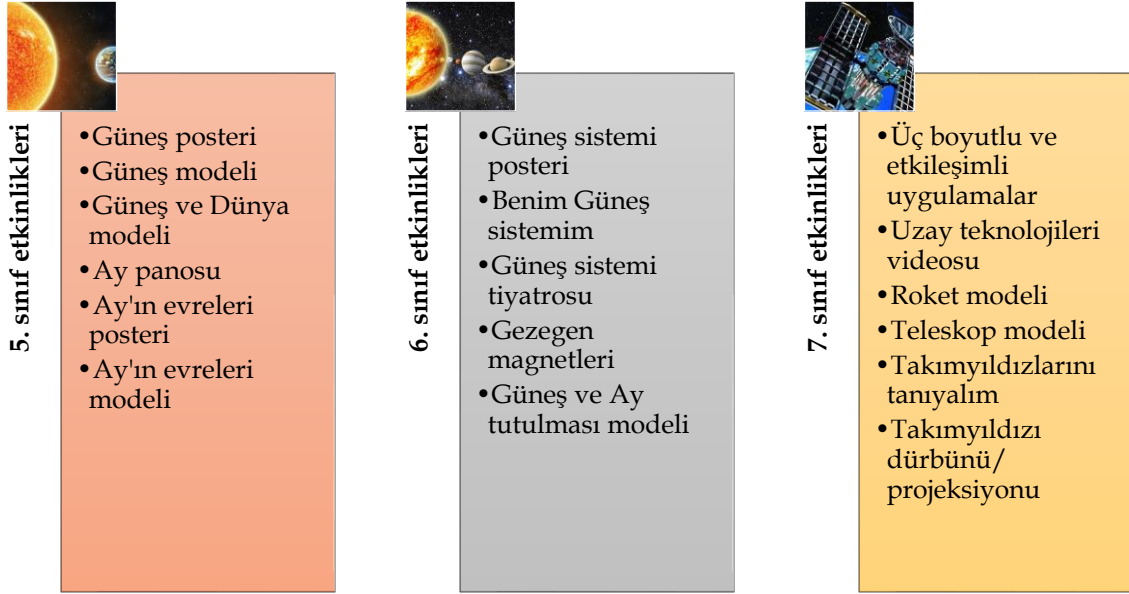 5. sınıf etkinlikleri
•Güneş posteri
•Güneş modeli
•Güneş ve Dünya
modeli
•Ay panosu
•Ay'ın evreleri
posteri
•Ay'ın evreleri
modeli
6. sınıf etkinlikleri
•Güneş sistemi
posteri
•Benim Güneş
sistemim
•Güneş sistemi
tiyatrosu
•Gezegen
magnetleri
•Güneş ve Ay
tutulması modeli
7. sınıf etkinlikleri
•Üç boyutlu ve
etkileşimli
uygulamalar
•Uzay teknolojileri
videosu
•Roket modeli
•Teleskop modeli
•Takımyıldızlarını
tanıyalım
•Takımyıldızı
dürbünü/
projeksiyonu